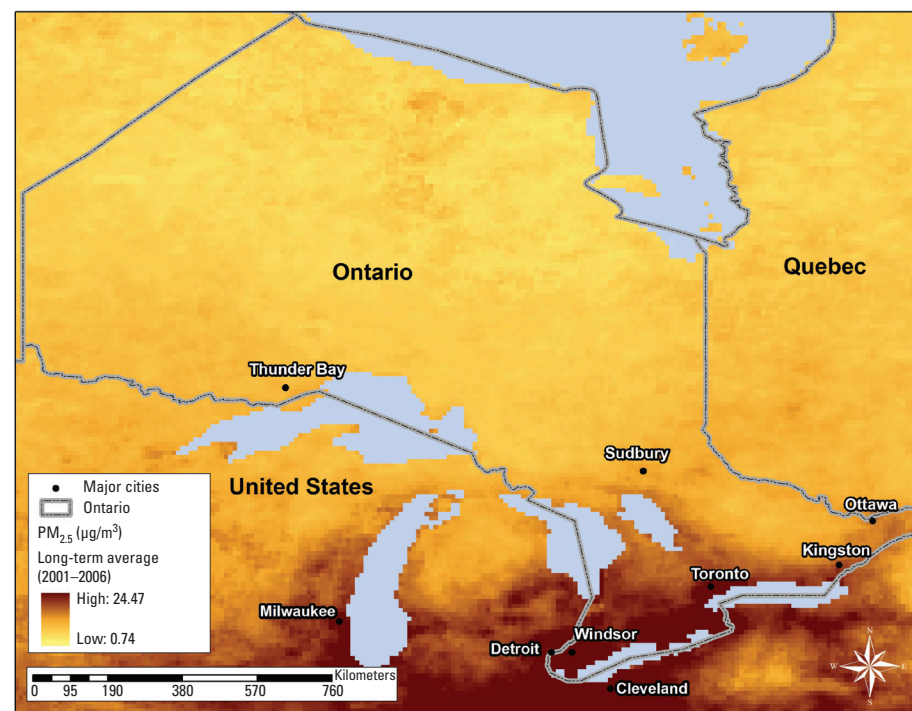 Ontario
Quebec
Thunder Bay
Sudbury
United States
Ottawa
Kingston
Toronto
Milwaukee
Detroit
Windsor
Cleveland
Major cities
Ontario
PM2.5 (µg/m³)
Long-term average
(2001–2006)
High: 24.47
Low: 0.74
Kilometers
0 95 190 380 570 760
N
W E
S